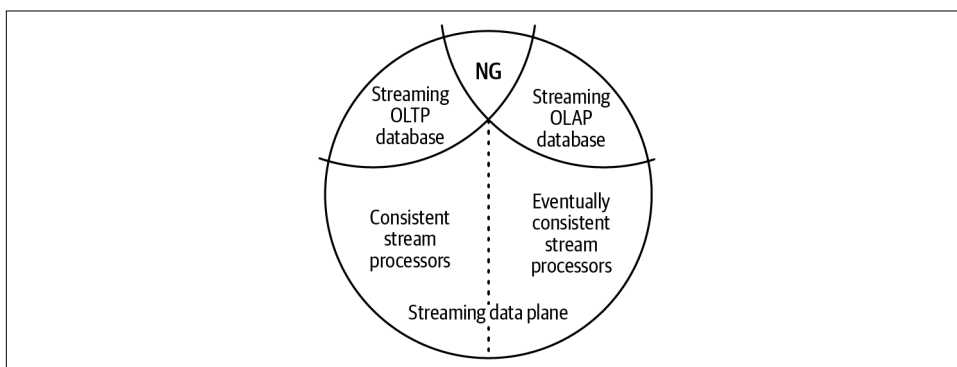 NG
Streaming
OLTP
database
Streaming
OLAP
database
Consistent
stream
processors
Eventually
consistent
stream
processors
Streaming data plane